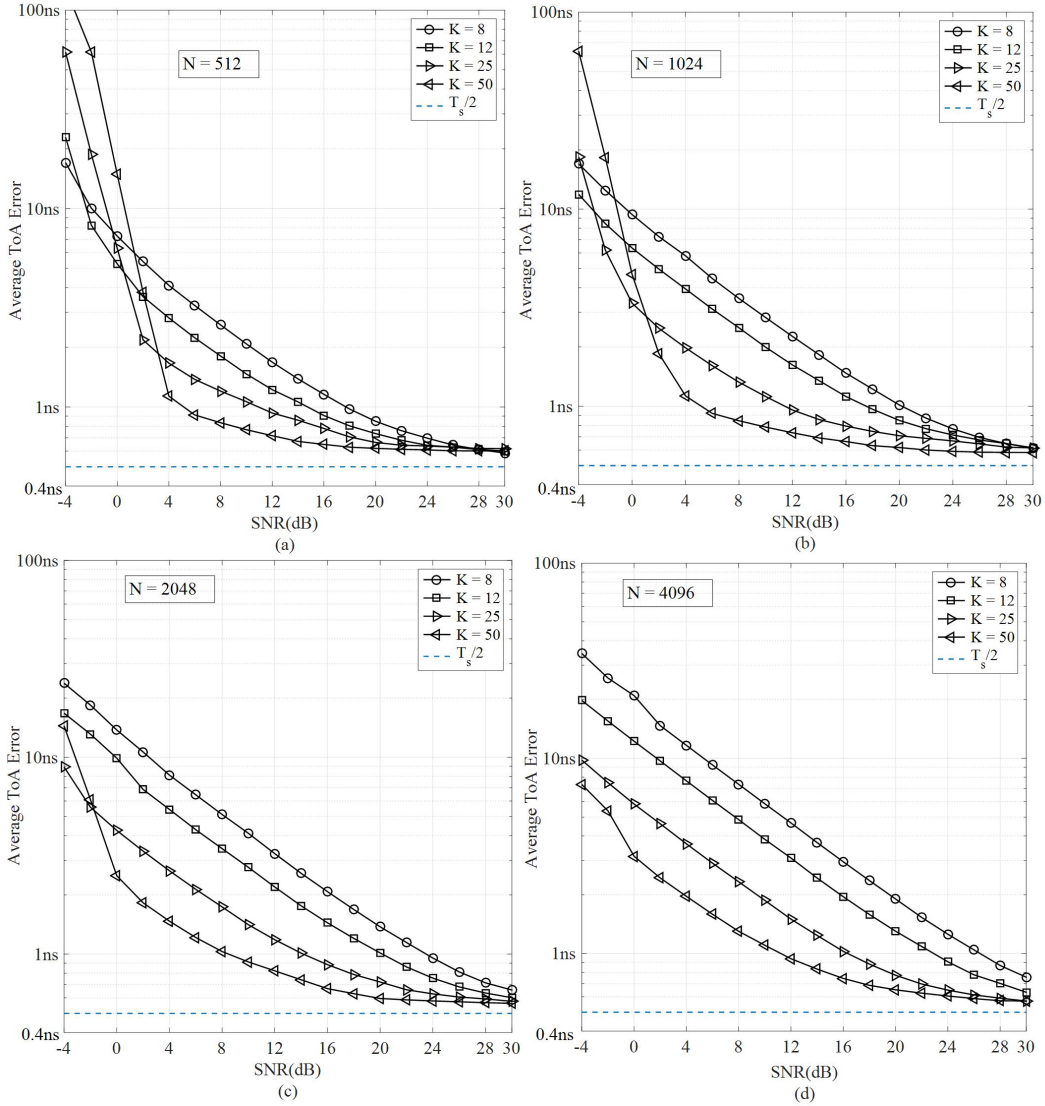 100ns
10ns
1ns
0.4ns
Average ToA Error
N = 512
K = 8
K = 12
K = 25
K = 50
T_s/2
-4 0 4 8 12 16 20 24 28 30
SNR(dB)
(a)
100ns
10ns
1ns
0.4ns
Average ToA Error
N = 1024
K = 8
K = 12
K = 25
K = 50
T_s/2
-4 0 4 8 12 16 20 24 28 30
SNR(dB)
(b)
100ns
10ns
1ns
0.4ns
Average ToA Error
N = 2048
K = 8
K = 12
K = 25
K = 50
T_s/2
-4 0 4 8 12 16 20 24 28 30
SNR(dB)
(c)
100ns
10ns
1ns
0.4ns
Average ToA Error
N = 4096
K = 8
K = 12
K = 25
K = 50
T_s/2
-4 0 4 8 12 16 20 24 28 30
SNR(dB)
(d)